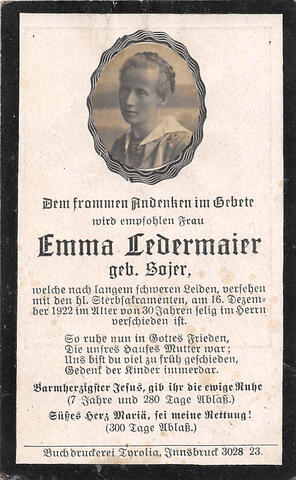 Dem frommen Andenken im Gebete
wird empfohlen Frau
Emma Ledermaier
geb. Sojer,
welche nach langem schweren Leiden, versehen
mit den hl. Sterbsakramenten, am 16. Dezem-
ber 1922 im Alter von 30 Jahren selig im Herrn
verschieden ist.
So ruhe nun in Gottes Frieden,
Die unsres Hauses Mutter war;
Uns bist du viel zu früh geschieden,
Gedenk der Kinder immerdar.
Barmherzigster Jesus, gib ihr die ewige Ruhe
(7 Jahre und 280 Tage Ablaß.)
Süßes Herz Mariä, sei meine Rettung!
(300 Tage Ablaß.)
Buchdruckerei Tyrolia, Innsbruck 3028 23.